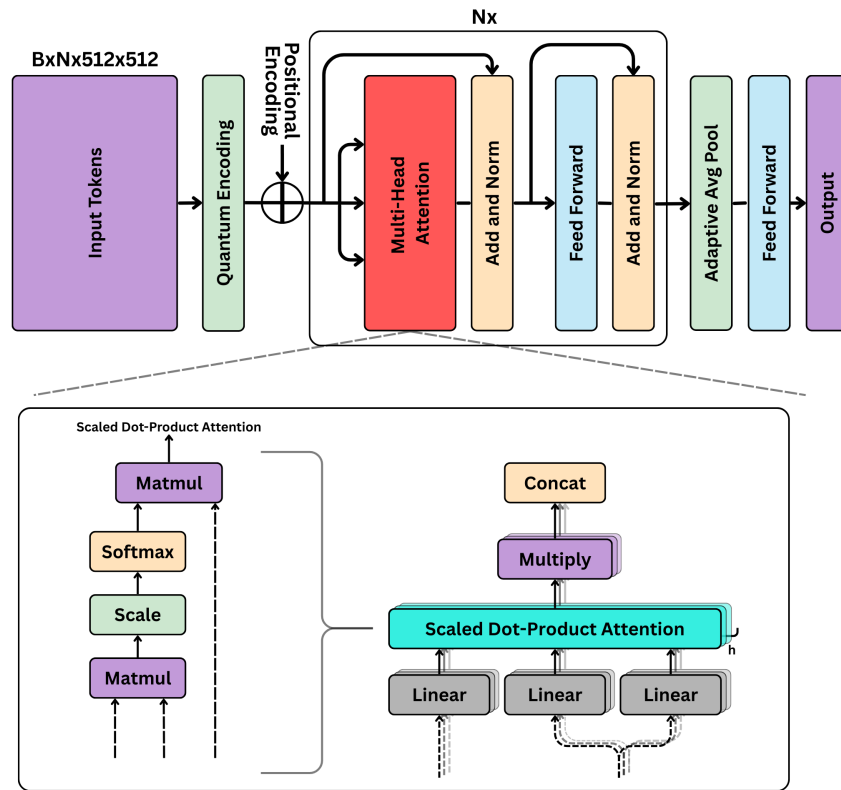 Nx
BxNx512x512
Input Tokens
Quantum Encoding
Positional
Encoding
Multi-Head
Attention
Add and Norm
Feed Forward
Add and Norm
Adaptive Avg Pool
Feed Forward
Output
Scaled Dot-Product Attention
Matmul
Softmax
Scale
Matmul
Concat
Multiply
Scaled Dot-Product Attention
h
Linear
Linear
Linear